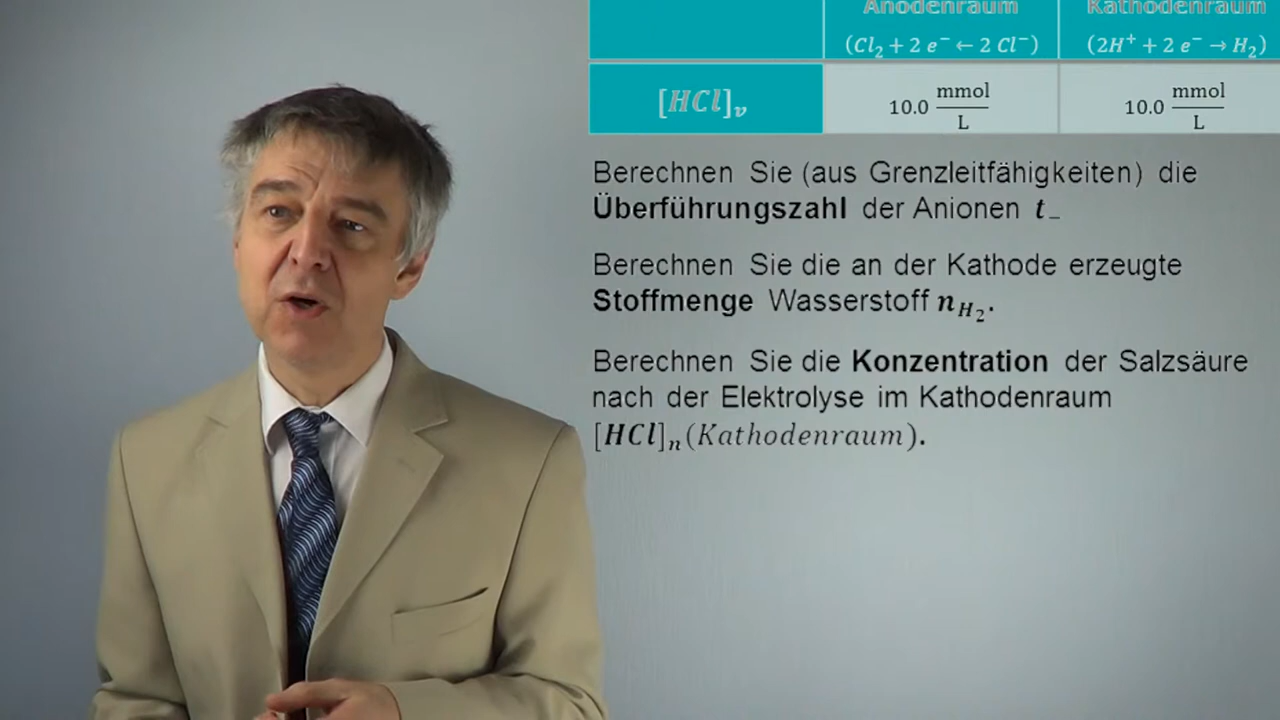 Anodenraum Kathodenraum
(Cl₂ + 2 e⁻ ← 2 Cl⁻) (2H⁺ + 2 e⁻ → H₂)
[HCl]ᵥ 10.0 mmol/L 10.0 mmol/L
Berechnen Sie (aus Grenzleitfähigkeiten) die
Überführungszahl der Anionen t₋
Berechnen Sie die an der Kathode erzeugte
Stoffmenge Wasserstoff n_H₂.
Berechnen Sie die Konzentration der Salzsäure
nach der Elektrolyse im Kathodenraum
[HCl]ₙ(Kathodenraum).